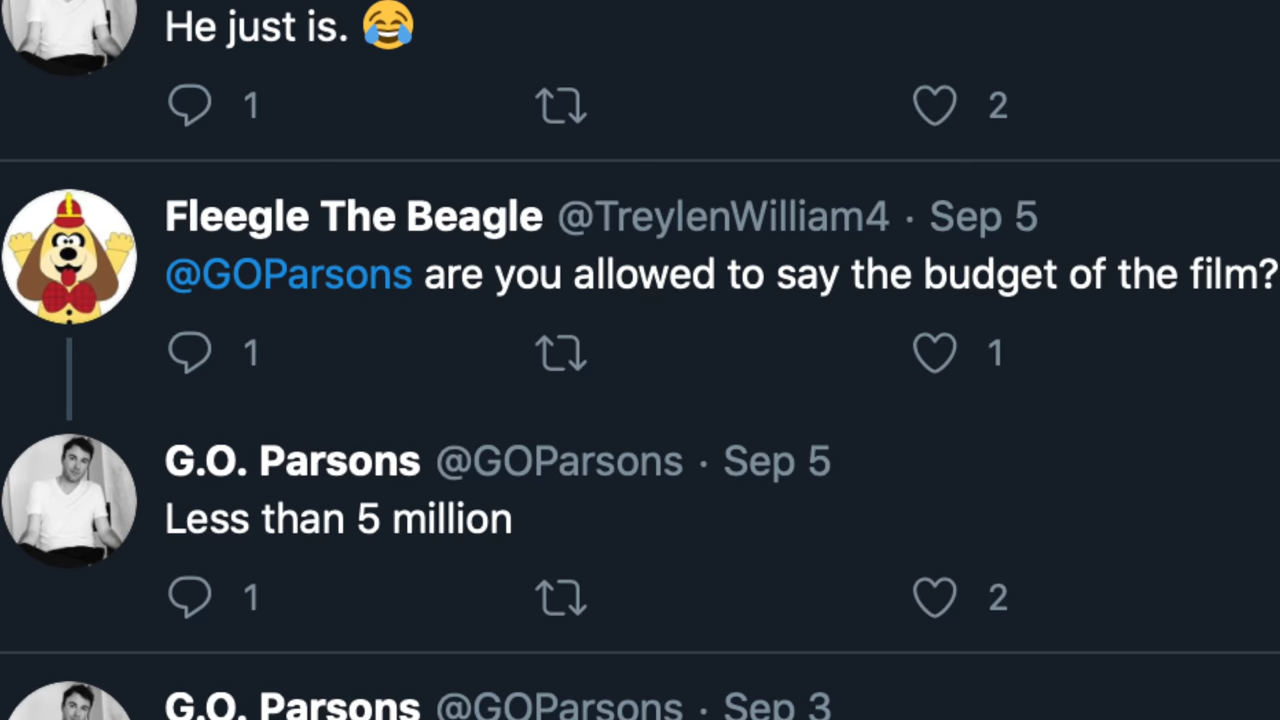 He just is. 😂
1 2
Fleegle The Beagle @TreylenWilliam4 · Sep 5
@GOParsons are you allowed to say the budget of the film?
1 1
G.O. Parsons @GOParsons · Sep 5
Less than 5 million
1 2
G.O. Parsons @GOParsons · Sep 3